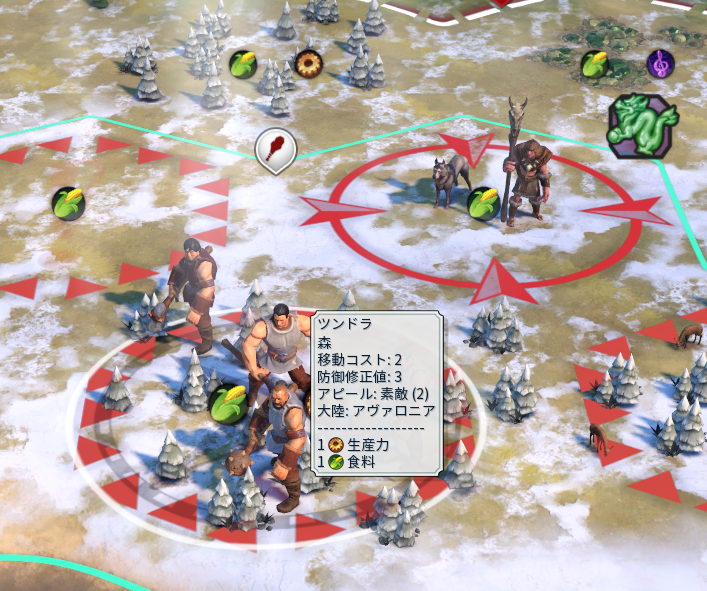 ツンドラ
森
移動コスト: 2
防御修正値: 3
アピール: 素敵 (2)
大陸: アヴァロニア
-------------------
1 生産力
1 食料